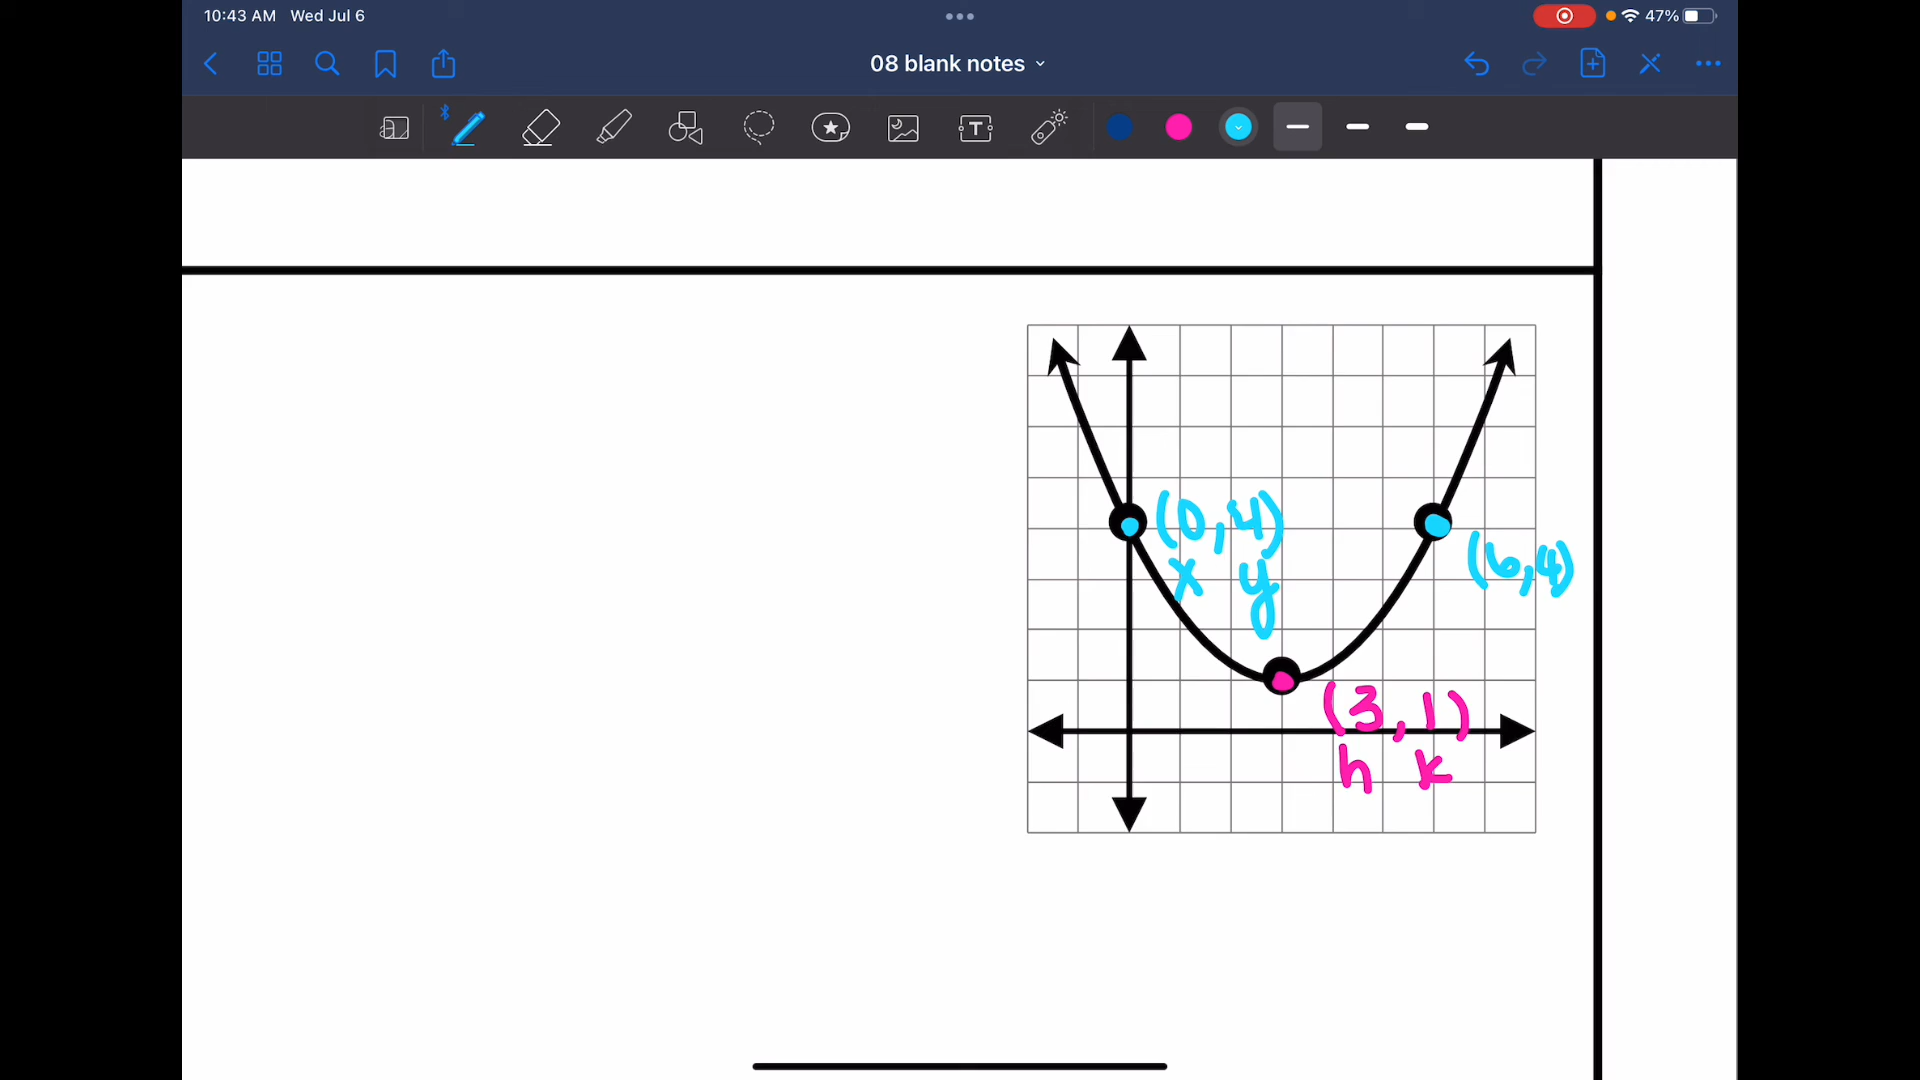 10:43 AM Wed Jul 6
47%
08 blank notes
T
(0,4)
x y
(6,4)
(3,1)
h k